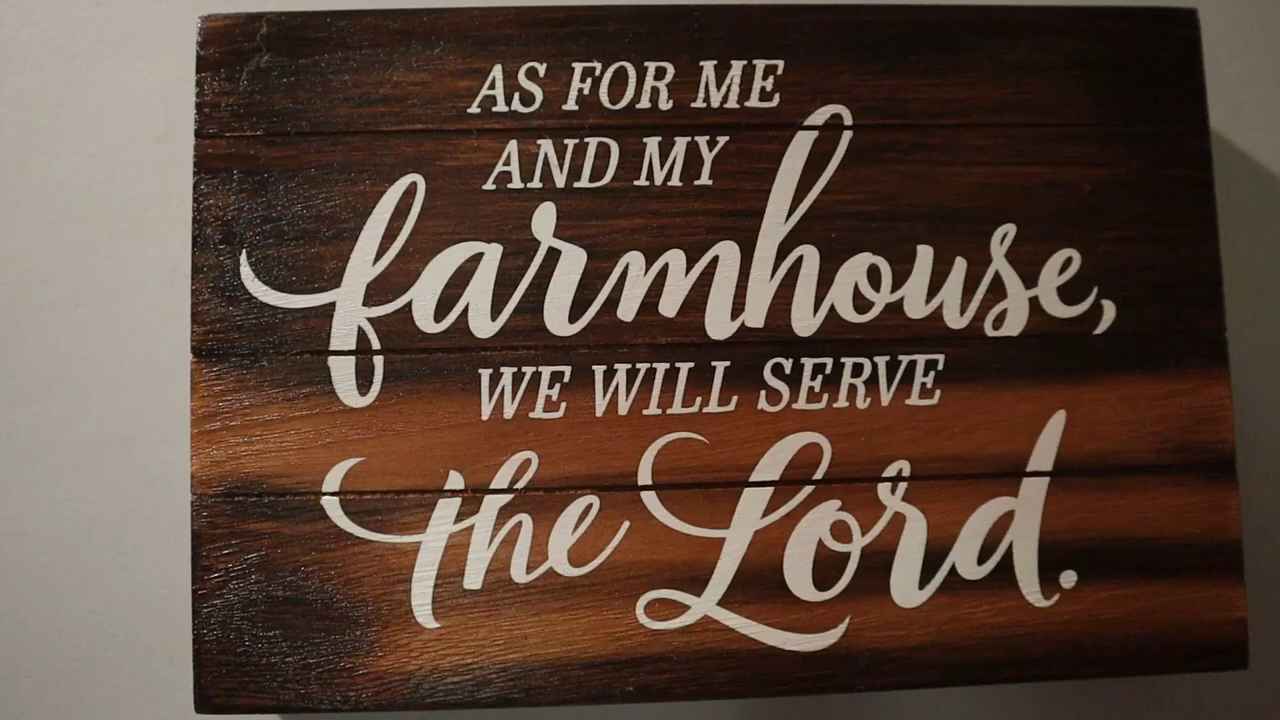 AS FOR ME
AND MY
farmhouse,
WE WILL SERVE
the Lord.